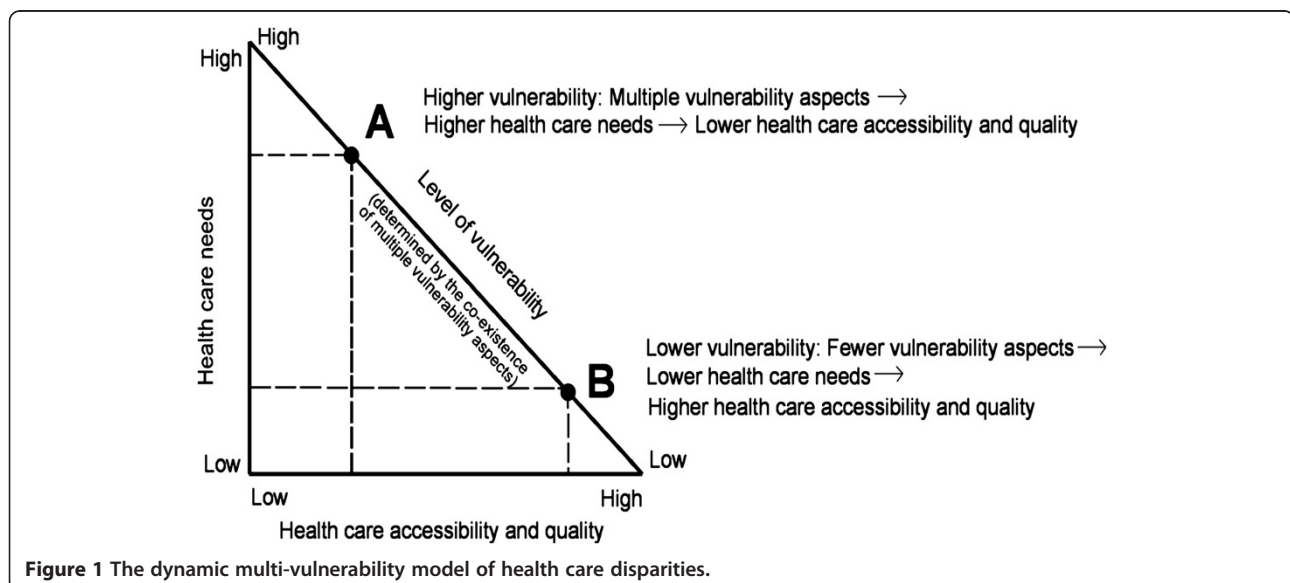 High
High
A
Higher vulnerability: Multiple vulnerability aspects →
Higher health care needs → Lower health care accessibility and quality
Level of vulnerability
(determined by the co-existence
of multiple vulnerability aspects)
Health care needs
B
Lower vulnerability: Fewer vulnerability aspects →
Lower health care needs →
Higher health care accessibility and quality
Low
Low
Low
High
Health care accessibility and quality
Figure 1 The dynamic multi-vulnerability model of health care disparities.